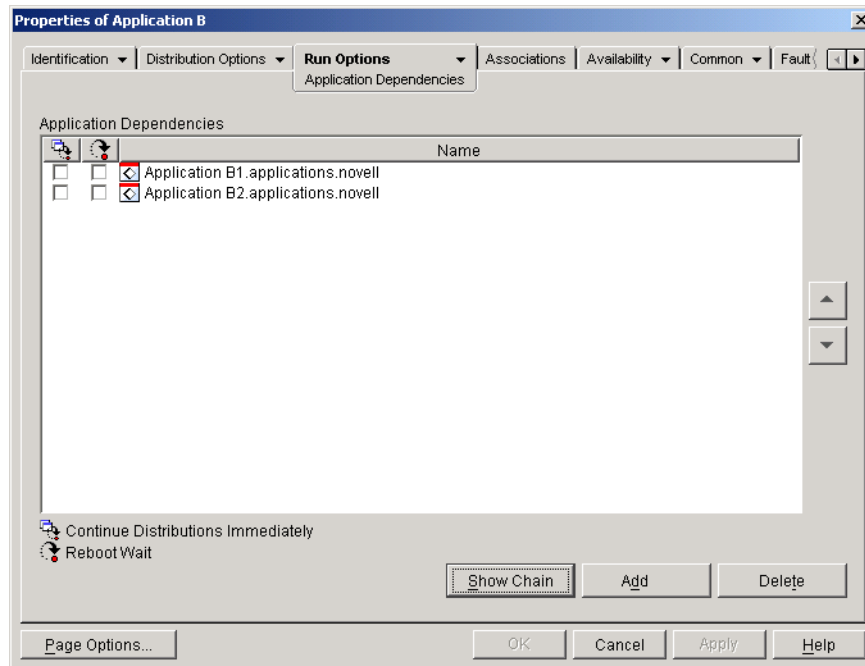 Properties of Application B
Identification Distribution Options Run Options Associations Availability Common Fault
Application Dependencies
Application Dependencies
Name
Application B1.applications.novell
Application B2.applications.novell
Continue Distributions Immediately
Reboot Wait
Show Chain Add Delete
Page Options... OK Cancel Apply Help